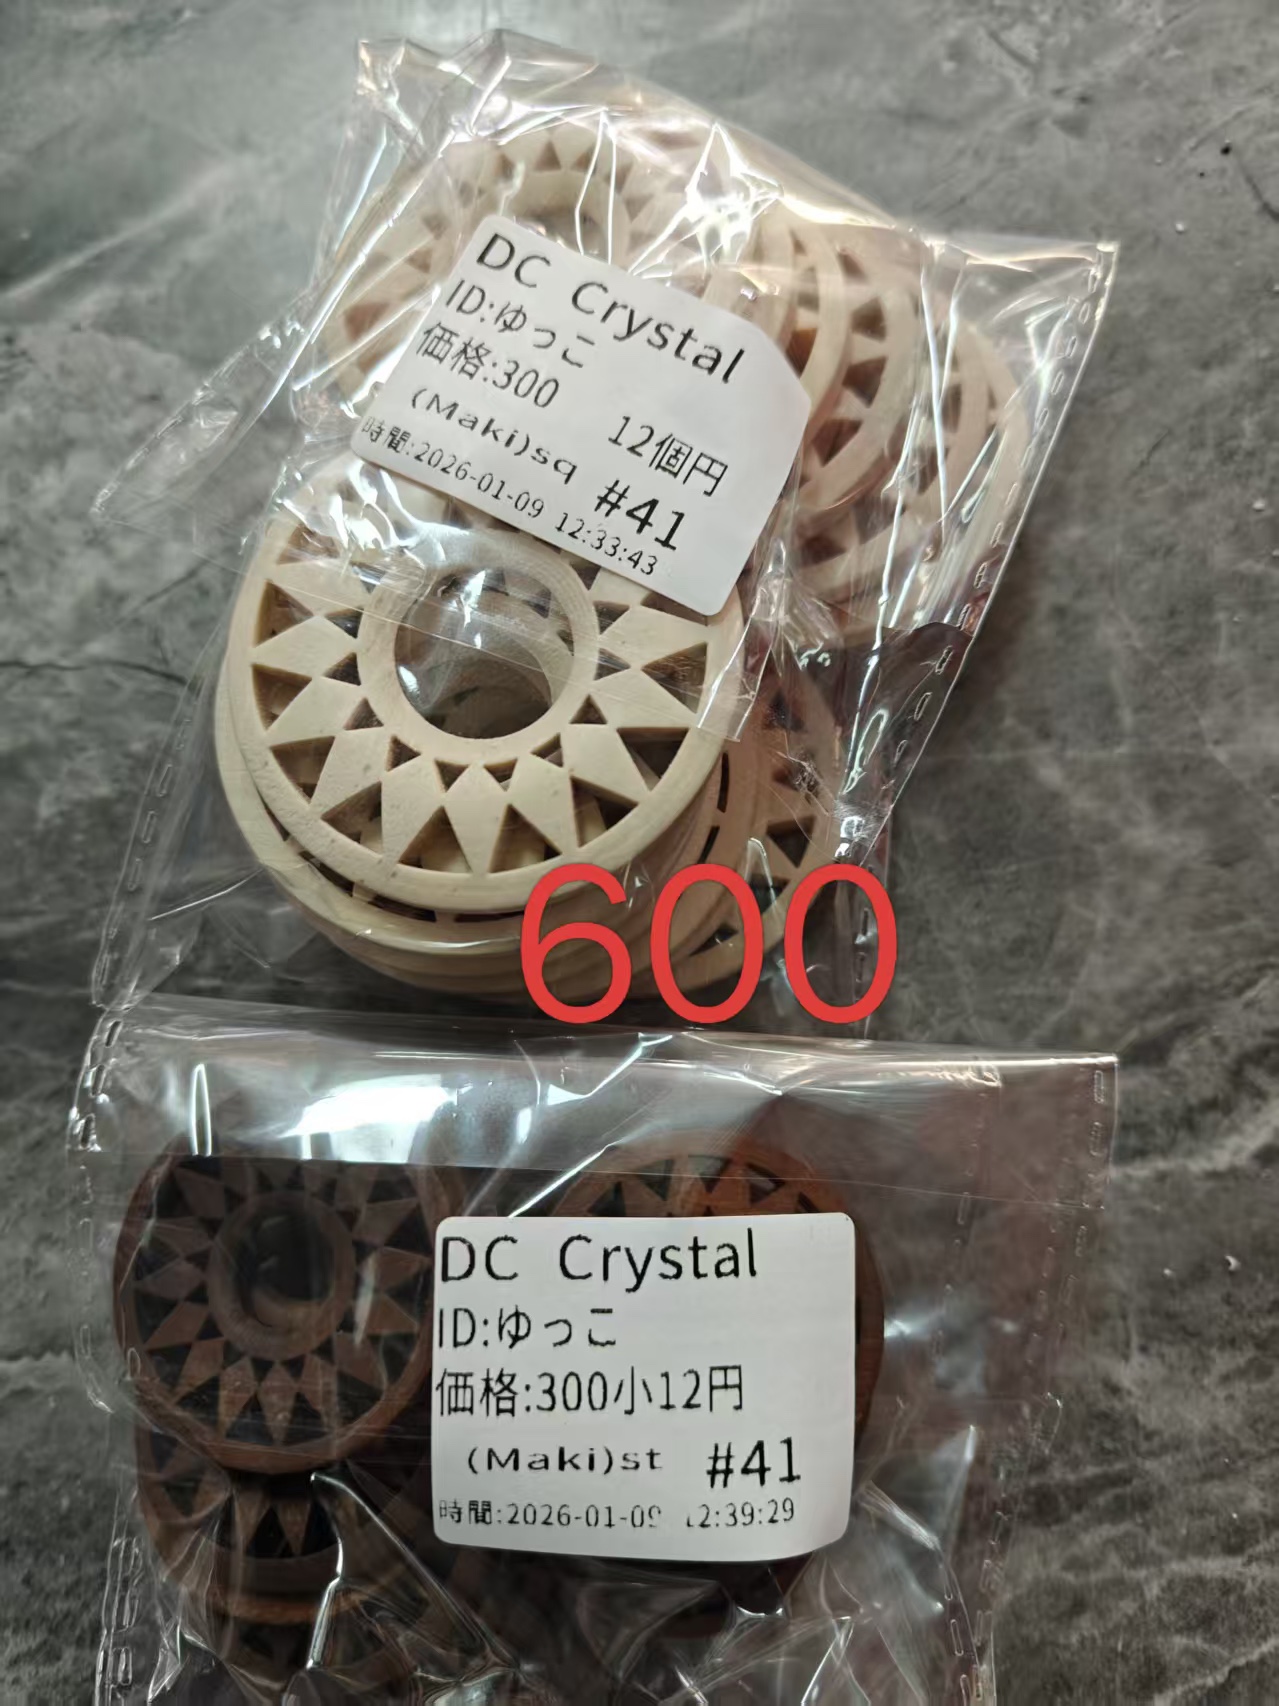 DC Crystal
ID:ゆっこ
価格:300 12個円
(Maki)sq #41
時間:2026-01-09 12:33:43
600
DC Crystal
ID:ゆっこ
価格:300小12円
(Maki)st #41
時間:2026-01-09 12:39:29